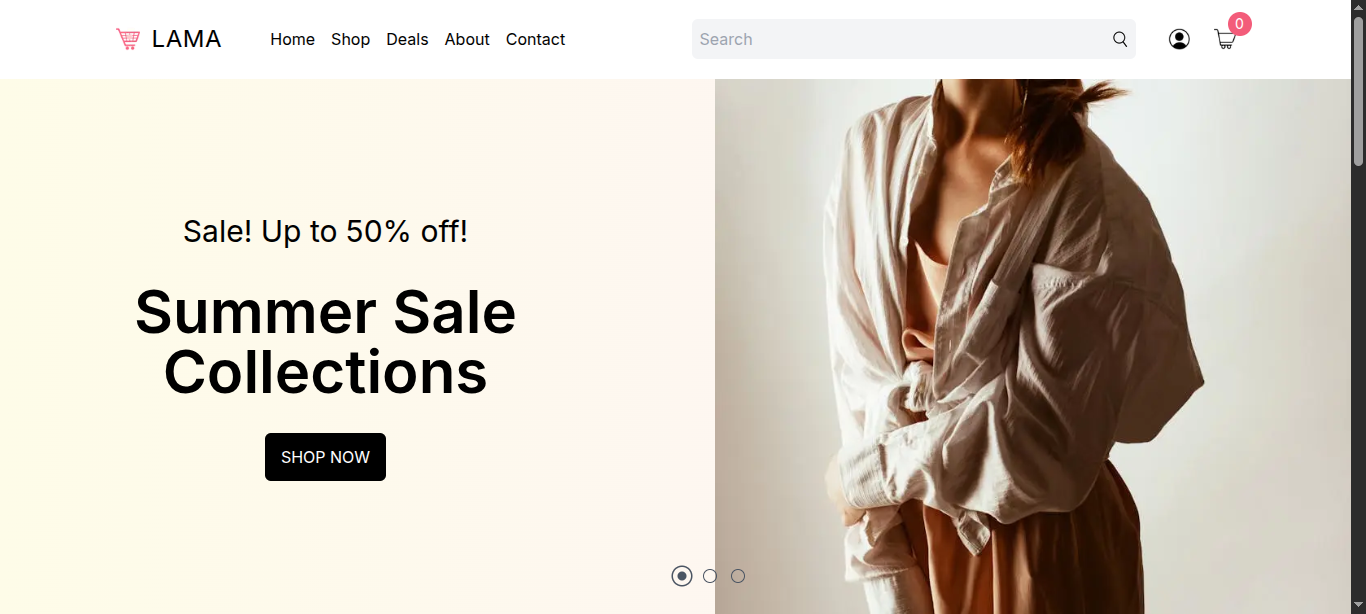 LAMA
Home Shop Deals About Contact
Search
0
Sale! Up to 50% off!
Summer Sale
Collections
SHOP NOW